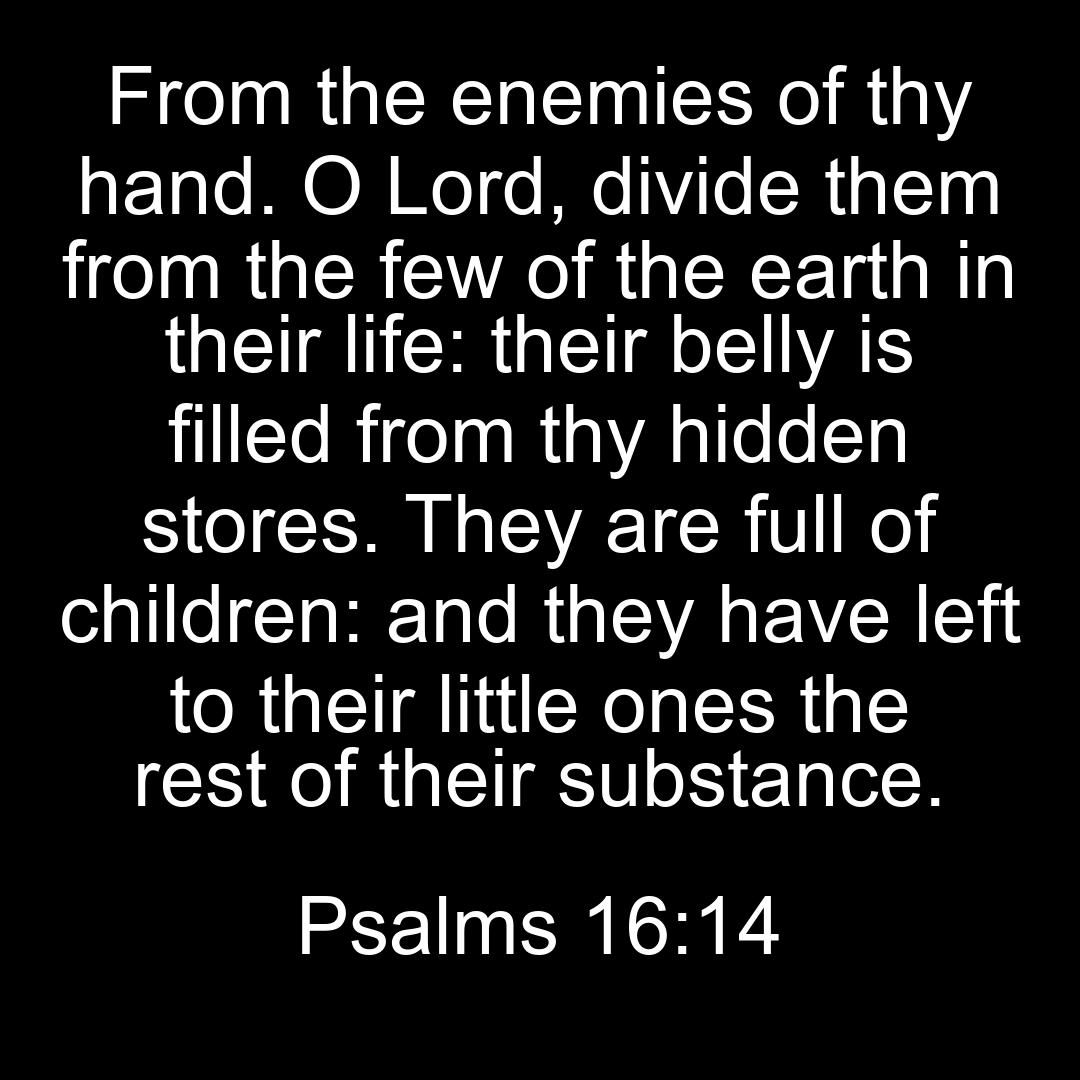 From the enemies of thy
hand. O Lord, divide them
from the few of the earth in
their life: their belly is
filled from thy hidden
stores. They are full of
children: and they have left
to their little ones the
rest of their substance.
Psalms 16:14